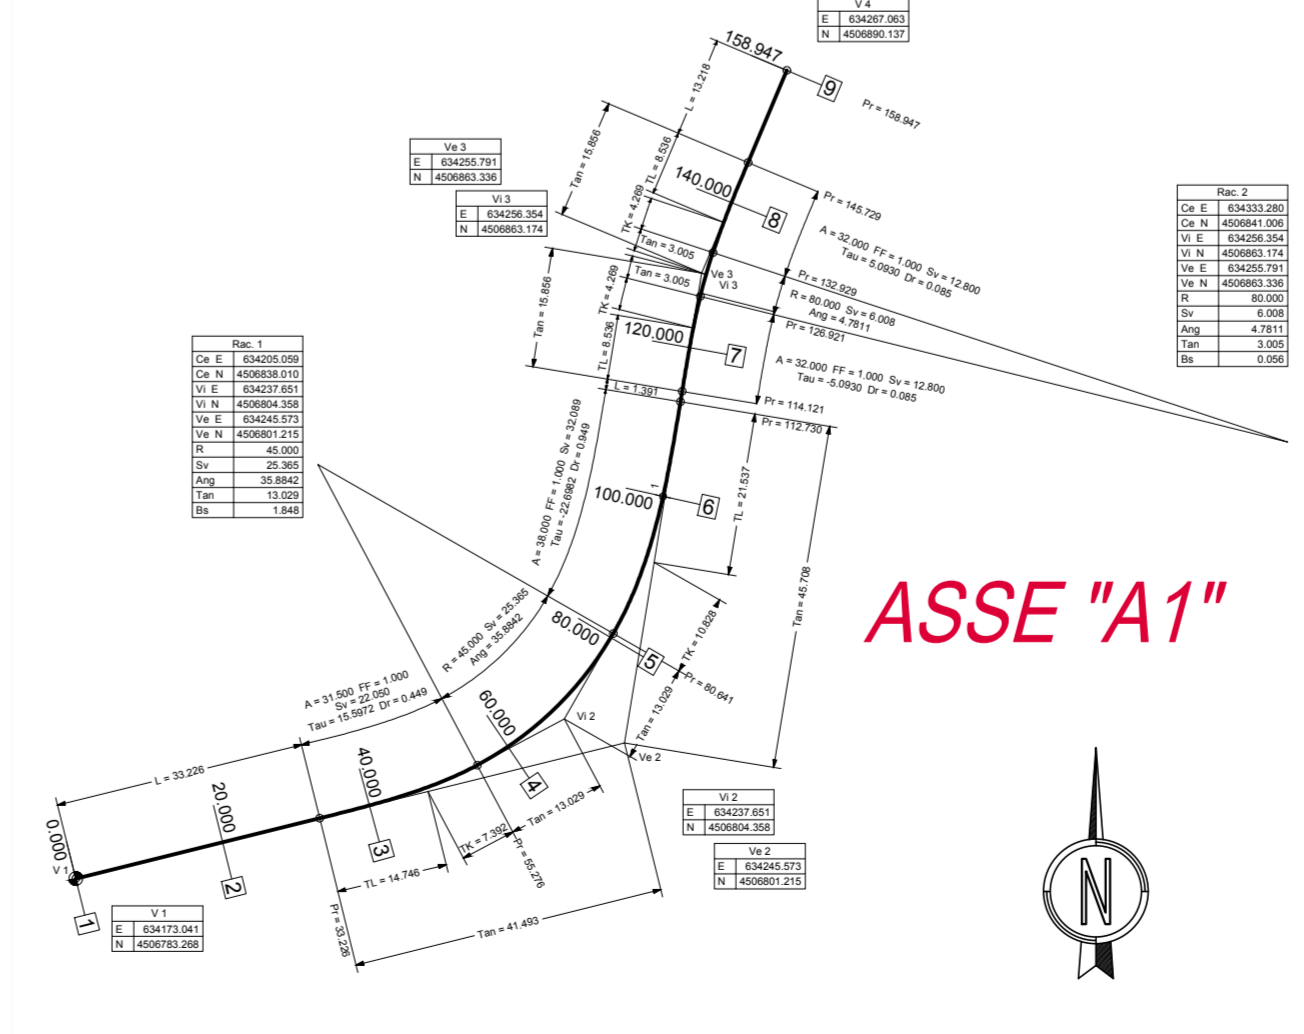 V 4
E 634267.063
N 4506890.137
158.947
9
Pr = 158.947
L = 13.218
Tan = 15.856
TL = 8.536
140.000
8
TK = 4.269
Tan = 3.005
Pr = 145.729
A = 32.000 FF = 1.000 Sv = 12.800
Tau = 5.0930 Dr = 0.085
Ve 3
E 634255.791
N 4506863.336
Vi 3
E 634256.354
N 4506863.174
Rac. 2
Ce E 634333.280
Ce N 4506841.006
Vi E 634256.354
Vi N 4506863.174
Ve E 634255.791
Ve N 4506863.336
R 80.000
Sv 6.008
Ang 4.7811
Tan 3.005
Bs 0.056
Ve 3
Vi 3
Tan = 3.005
TK = 4.269
Tan = 15.856
TL = 8.536
Pr = 132.929
R = 80.000 Sv = 6.008
Ang = 4.7811
Pr = 126.921
120.000
7
A = 32.000 FF = 1.000 Sv = 12.800
Tau = -5.0930 Dr = 0.085
L = 1.391
Pr = 114.121
Pr = 112.730
Rac. 1
Ce E 634205.059
Ce N 4506838.010
Vi E 634237.651
Vi N 4506804.358
Ve E 634245.573
Ve N 4506801.215
R 45.000
Sv 25.365
Ang 35.8842
Tan 13.029
Bs 1.848
A = 38.000 FF = 1.000 Sv = 32.089
Tau = -22.6982 Dr = 0.949
100.000
1
6
TL = 21.537
Tan = 45.708
ASSE "A1"
R = 45.000 Sv = 25.365
Ang = 35.8842
80.000
5
TK = 10.828
Pr = 80.641
Tan = 13.029
A = 31.500 FF = 1.000
Sv = 22.050
Tau = 15.5972 Dr = 0.449
60.000
4
Vi 2
Ve 2
L = 33.226
40.000
3
20.000
2
0.000
V 1
1
TK = 7.392
Tan = 13.029
Pr = 55.276
TL = 14.746
Pr = 33.226
Tan = 41.493
Vi 2
E 634237.651
N 4506804.358
Ve 2
E 634245.573
N 4506801.215
V 1
E 634173.041
N 4506783.268
N